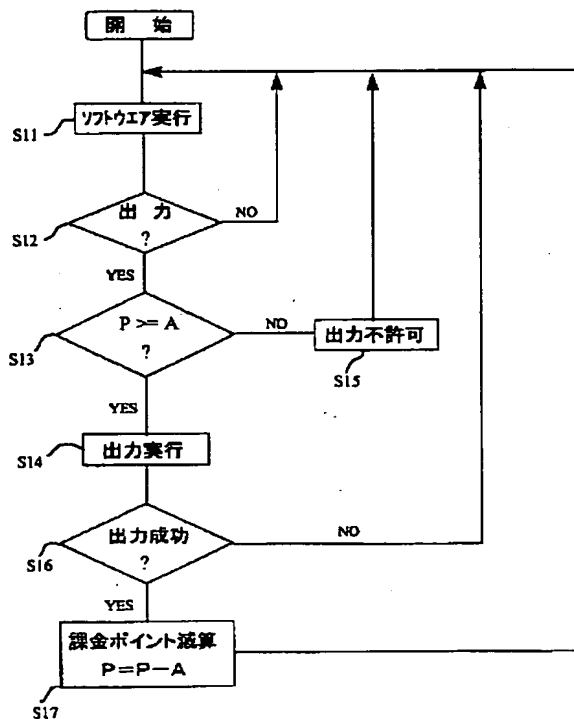 開 始
ソフトウエア実行
S11
出 力
?
NO
S12
YES
P >= A
?
NO
S13
出力不許可
S15
YES
出力実行
S14
出力成功
?
NO
S16
YES
課金ポイント減算
P=P-A
S17